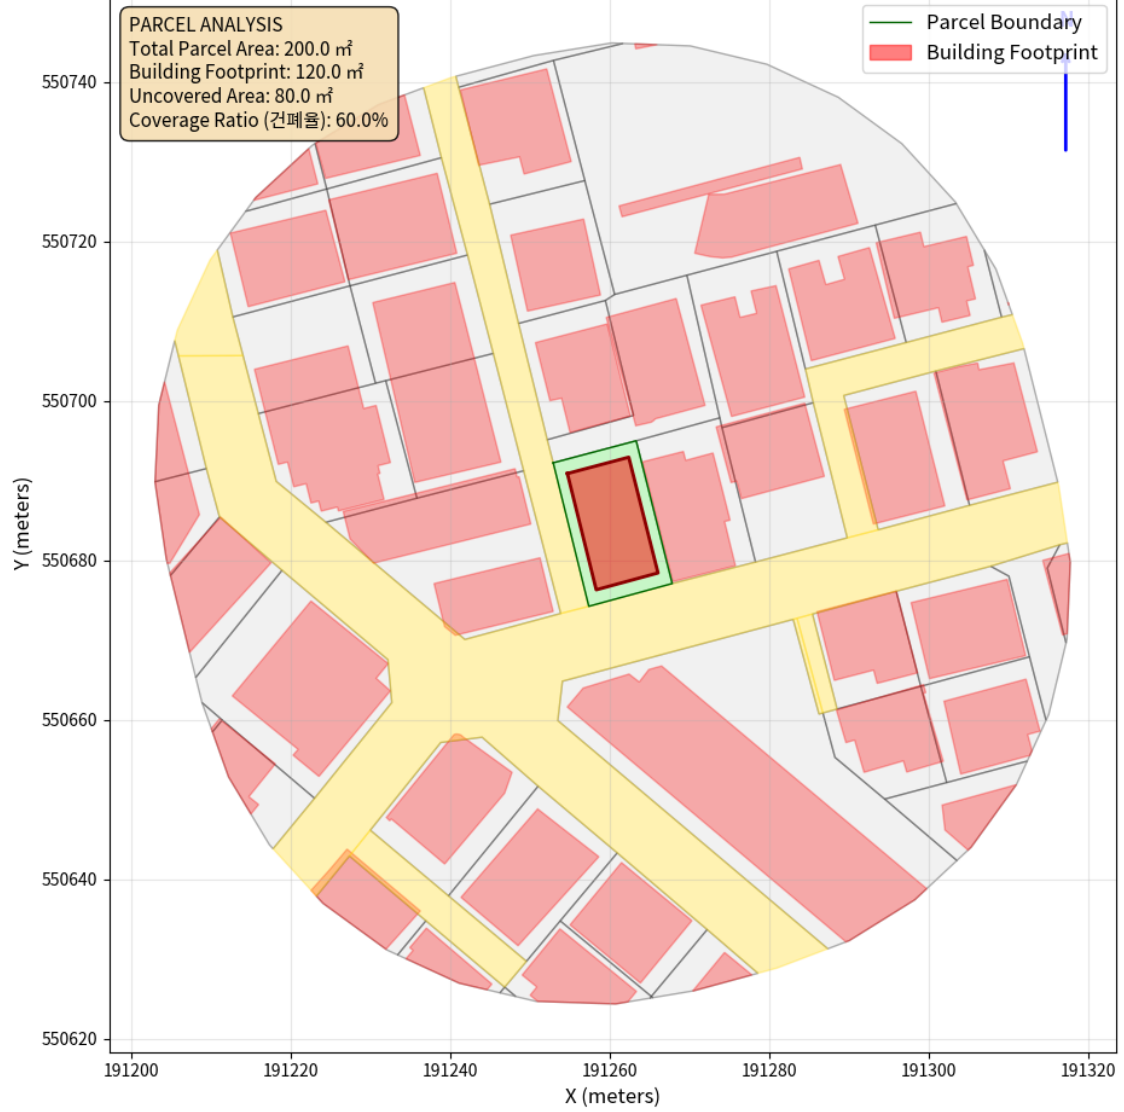 PARCEL ANALYSIS
Total Parcel Area: 200.0 ㎡
Building Footprint: 120.0 ㎡
Uncovered Area: 80.0 ㎡
Coverage Ratio (건폐율): 60.0%
N
Parcel Boundary
Building Footprint
550740
550720
550700
550680
550660
550640
550620
Y (meters)
191200
191220
191240
191260
191280
191300
191320
X (meters)